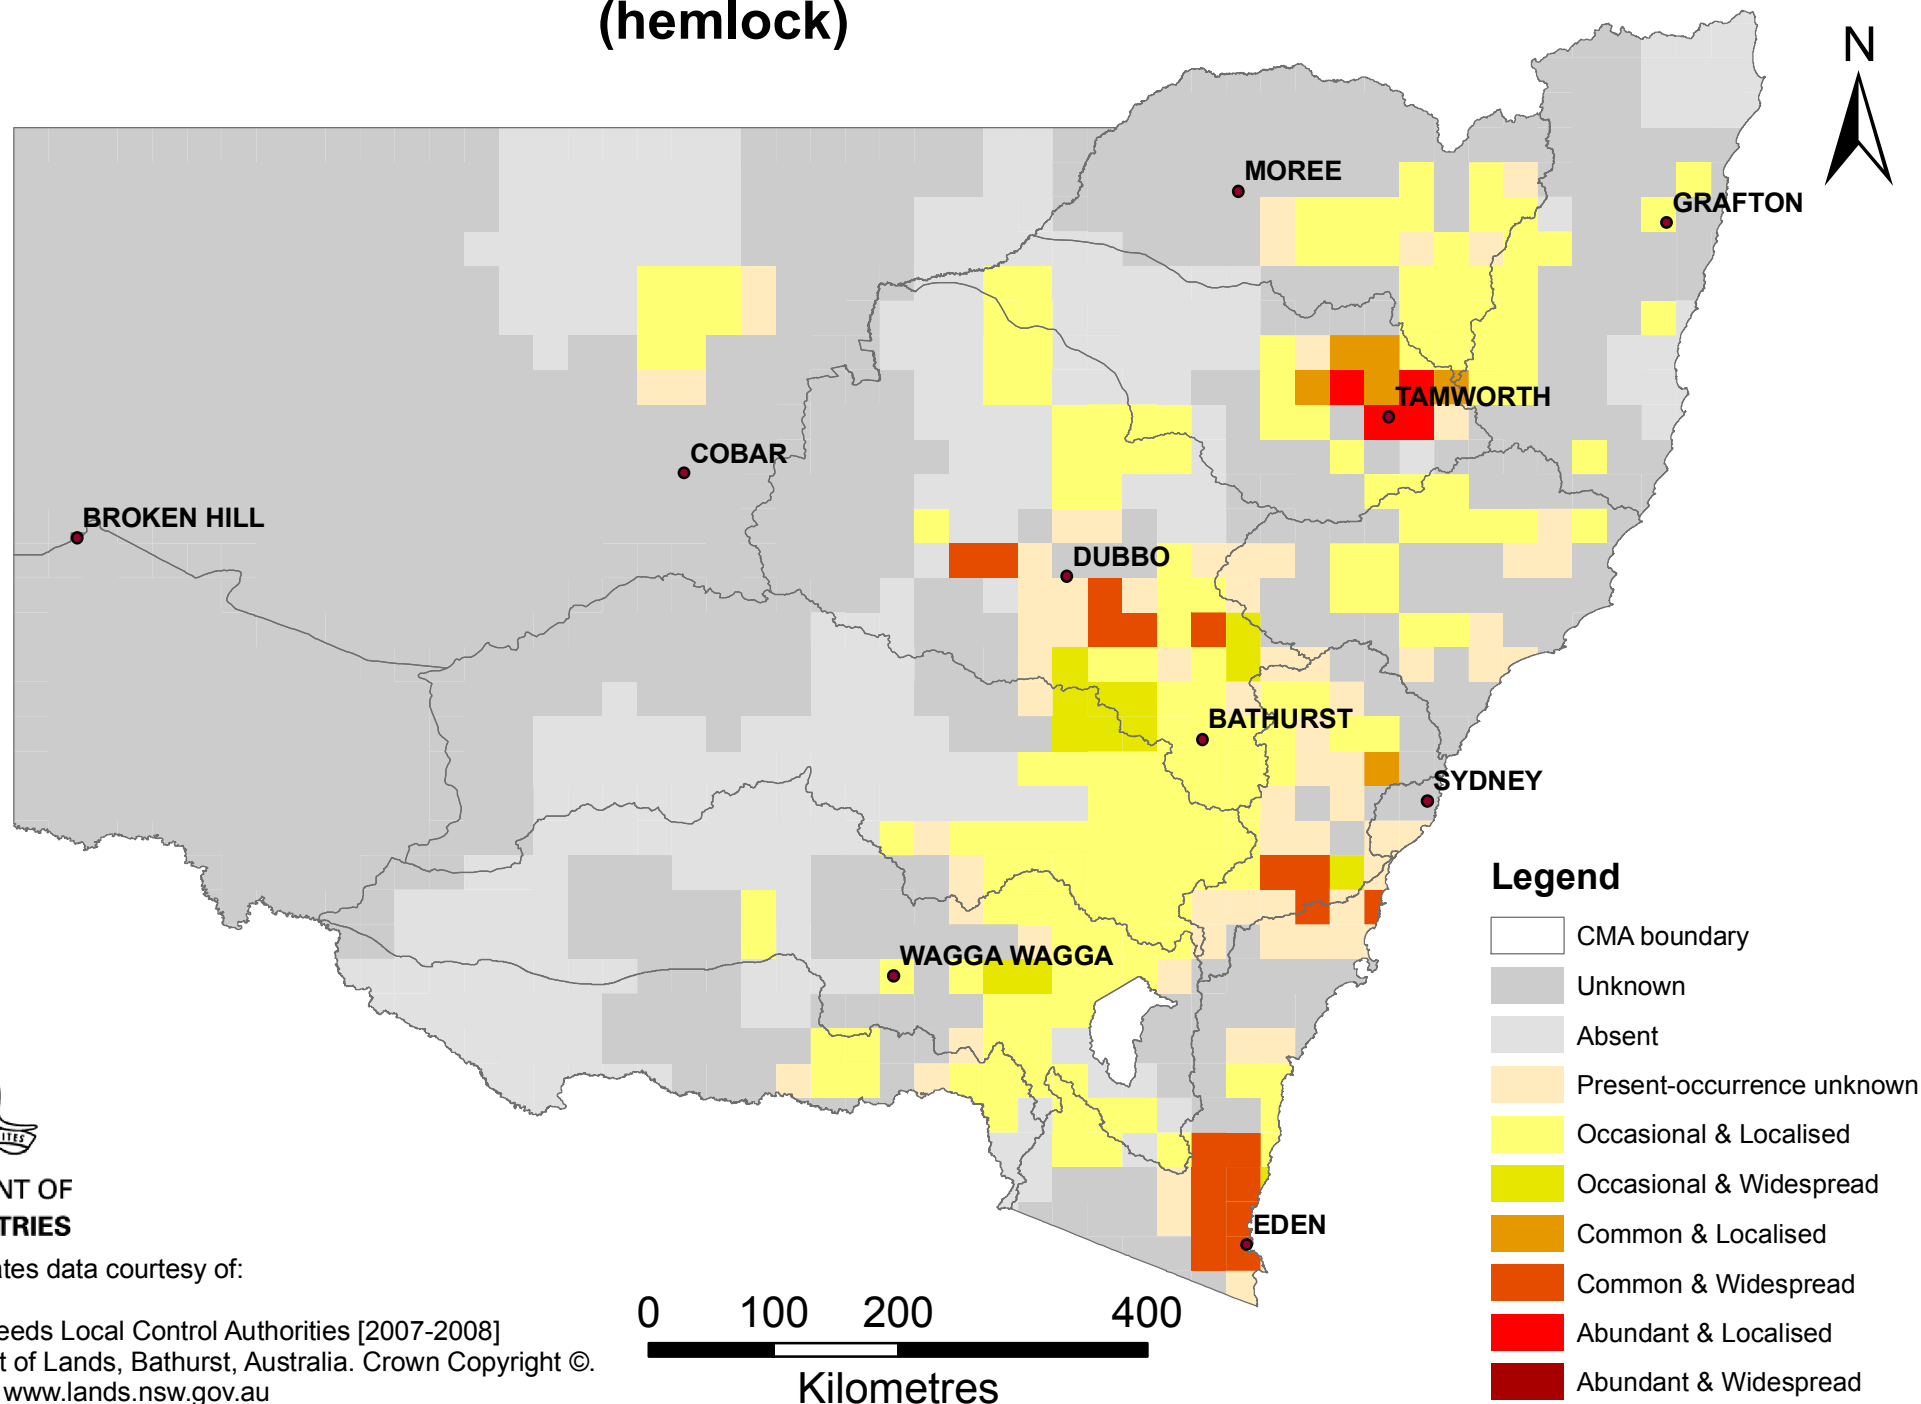 (hemlock)
N
MOREE
GRAFTON
TAMWORTH
COBAR
BROKEN HILL
DUBBO
BATHURST
SYDNEY
WAGGA WAGGA
EDEN
Legend
CMA boundary
Unknown
Absent
Present-occurrence unknown
Occasional & Localised
Occasional & Widespread
Common & Localised
Common & Widespread
Abundant & Localised
Abundant & Widespread
ITES
NT OF
TRIES
ates data courtesy of:
eeds Local Control Authorities [2007-2008]
t of Lands, Bathurst, Australia. Crown Copyright ©.
www.lands.nsw.gov.au
0 100 200 400
Kilometres